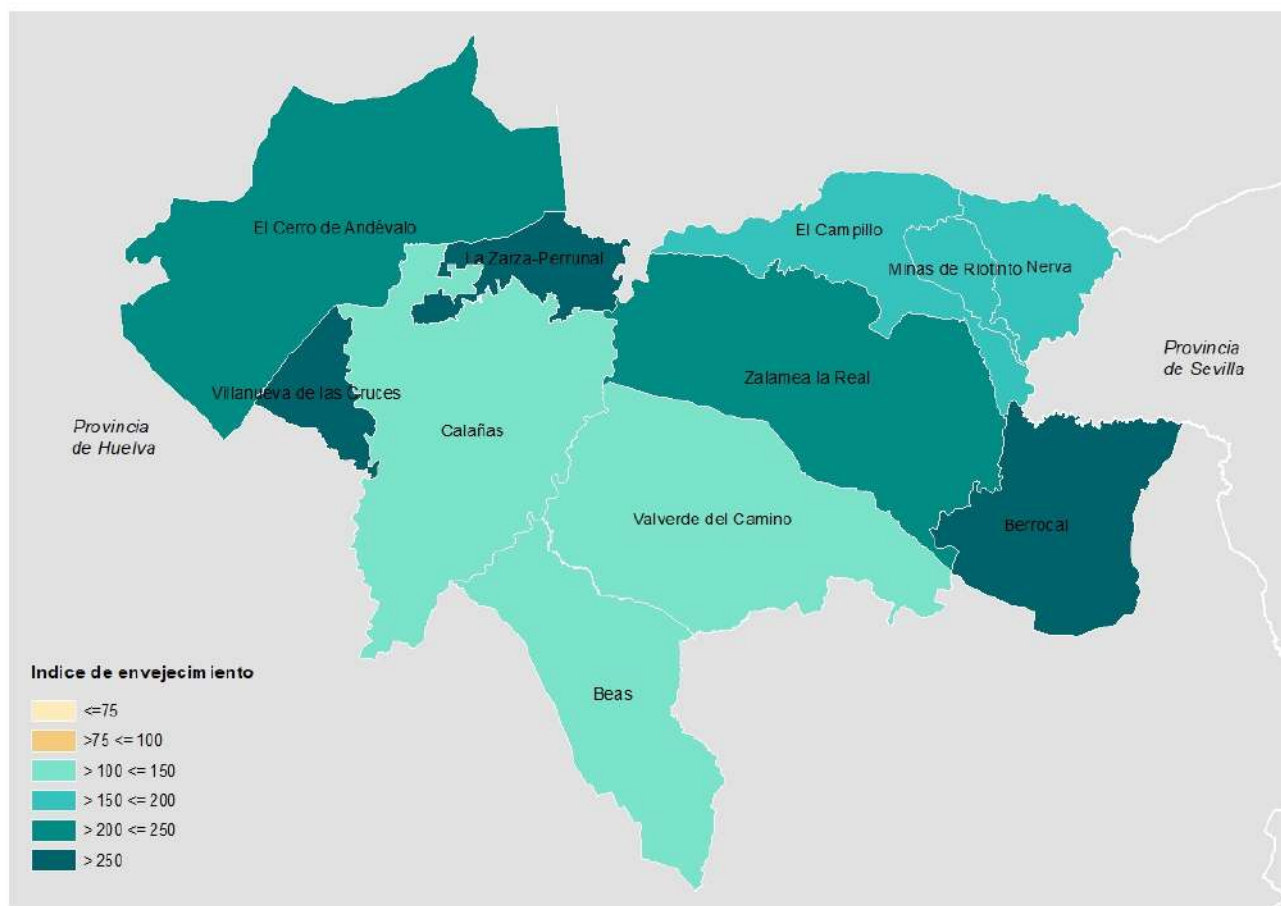 El Cerro de Andévalo
La Zarza-Perrunal
El Campillo
Minas de Riotinto
Nerva
Provincia
de Sevilla
Zalamea la Real
Villanueva de las Cruces
Provincia
de Huelva
Calañas
Valverde del Camino
Berrocal
Beas
Indice de envejecimiento
<=75
>75 <= 100
> 100 <= 150
> 150 <= 200
> 200 <= 250
> 250